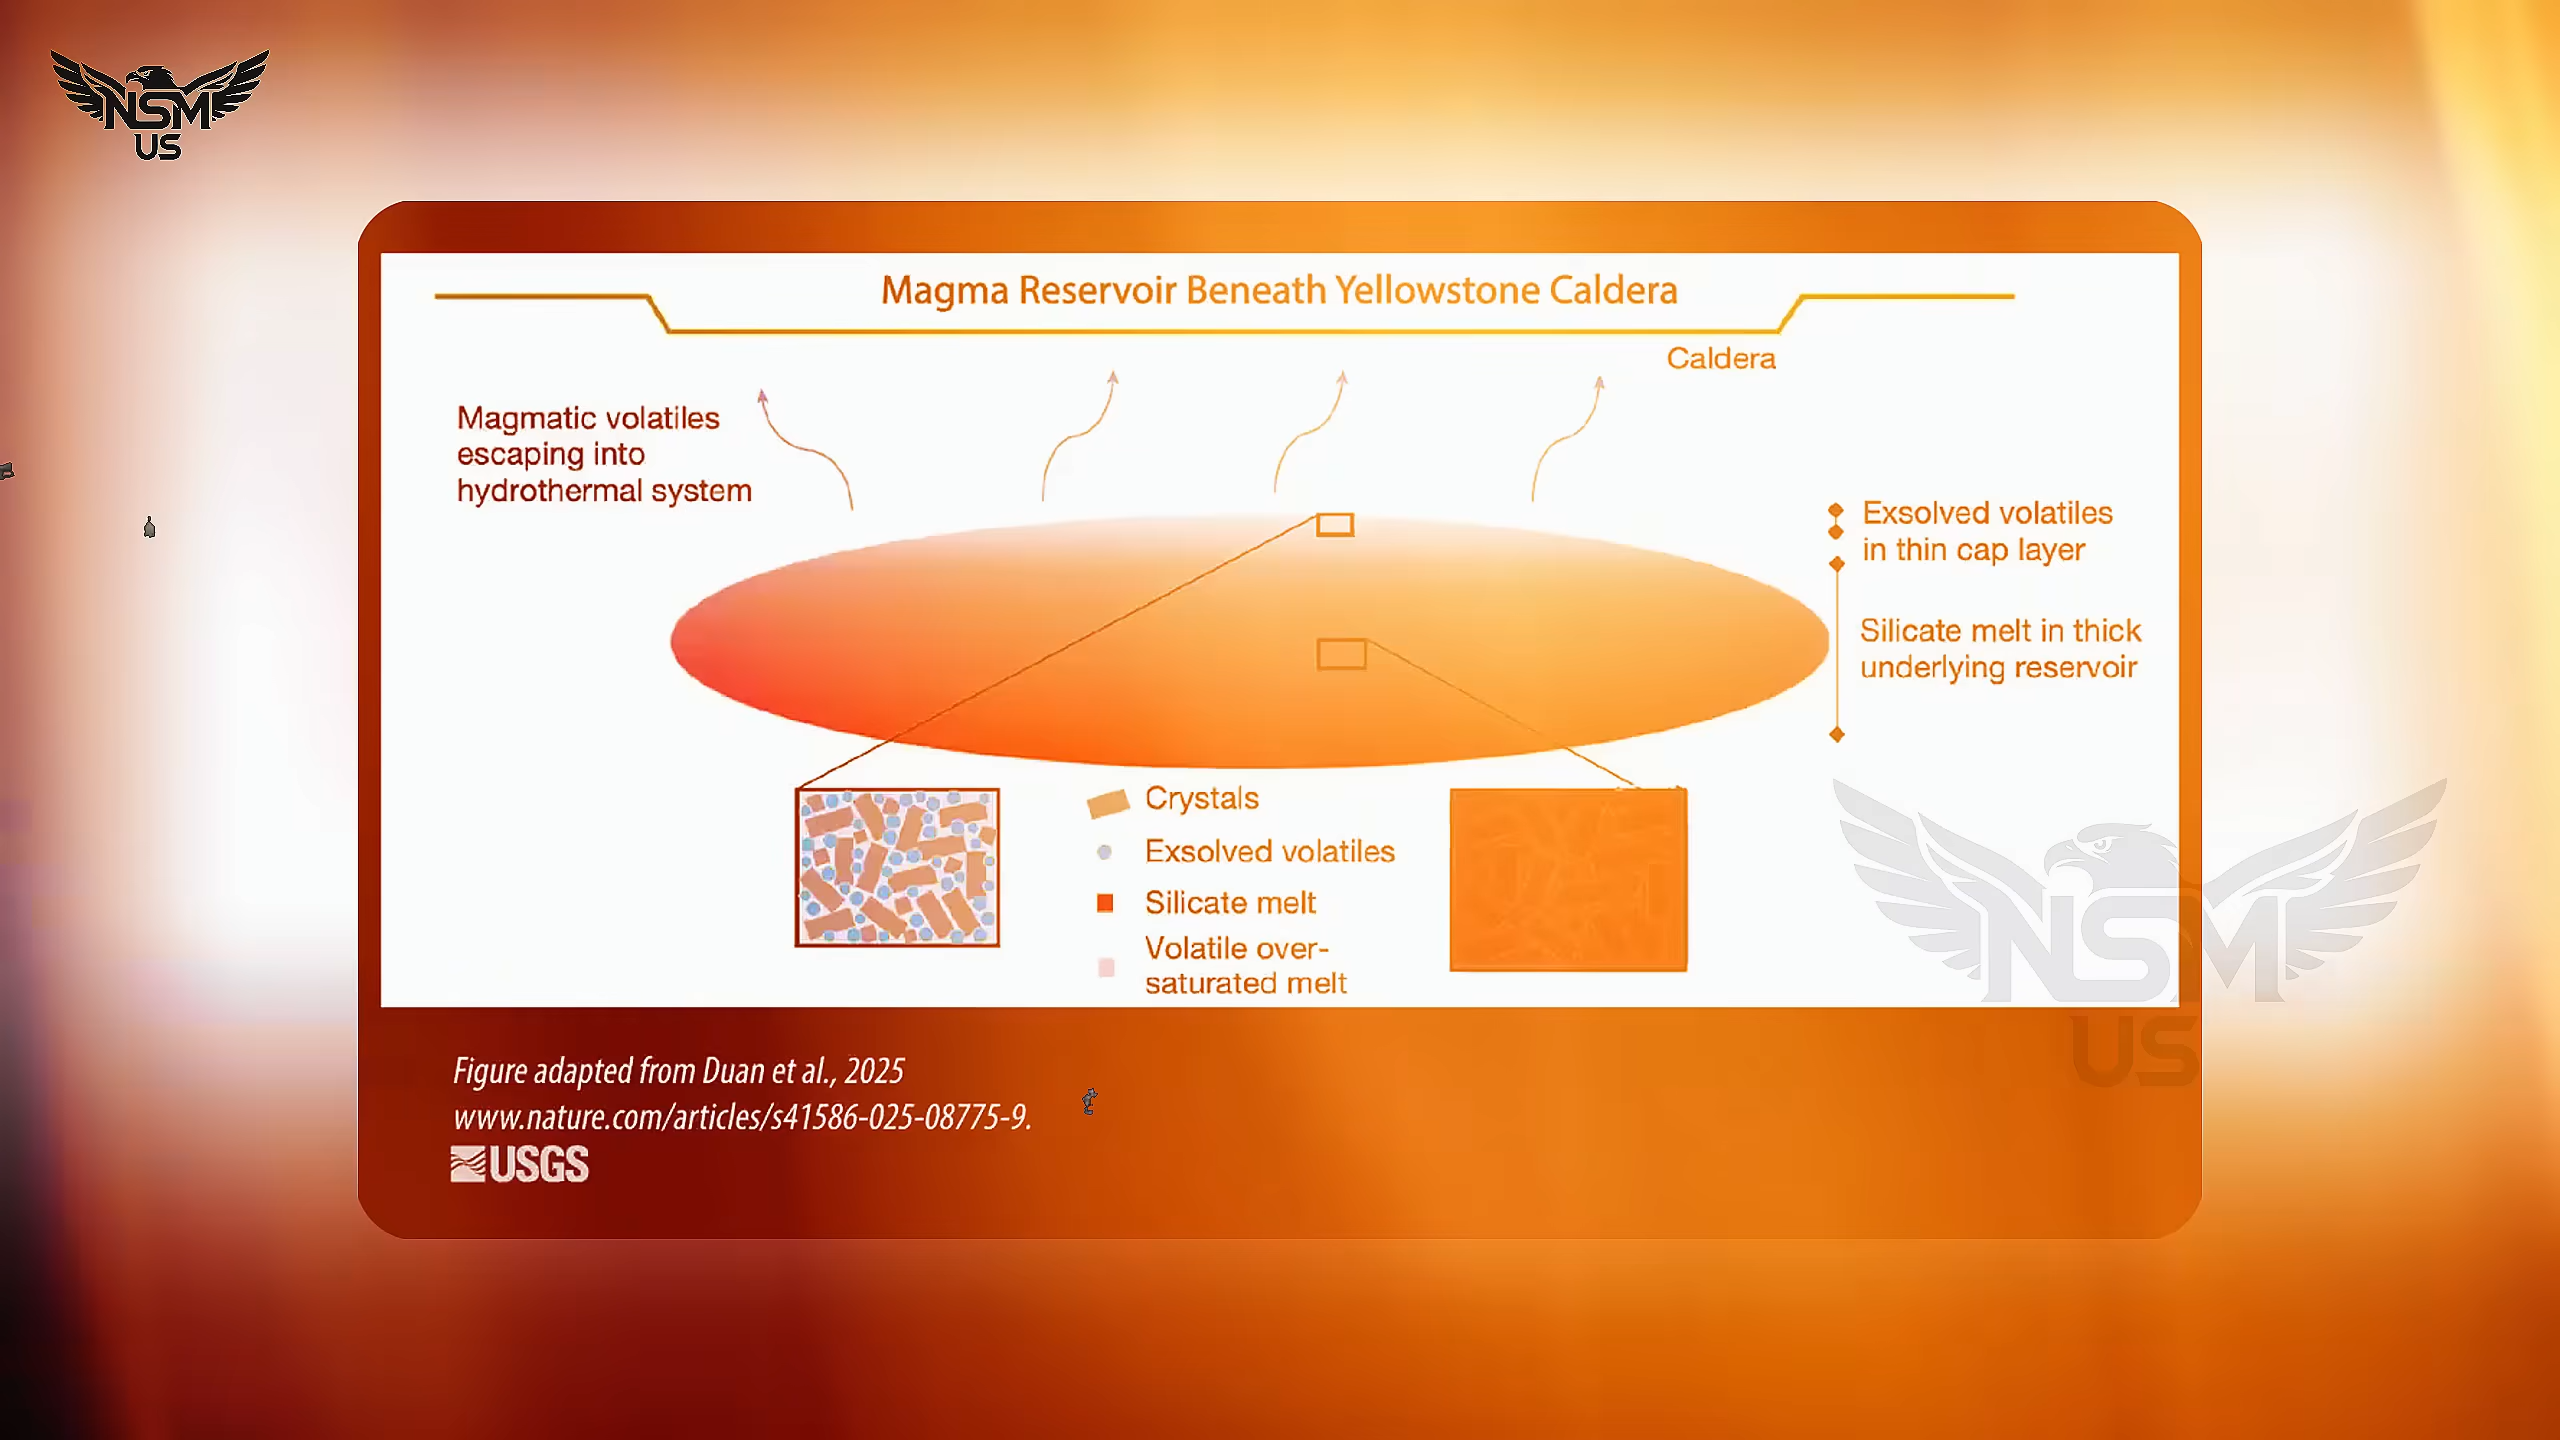 NSM
US
Magma Reservoir Beneath Yellowstone Caldera
Caldera
Magmatic volatiles
escaping into
hydrothermal system
Exsolved volatiles
in thin cap layer
Silicate melt in thick
underlying reservoir
Crystals
Exsolved volatiles
Silicate melt
Volatile over-
saturated melt
NSM
US
Figure adapted from Duan et al., 2025
www.nature.com/articles/s41586-025-08775-9.
USGS